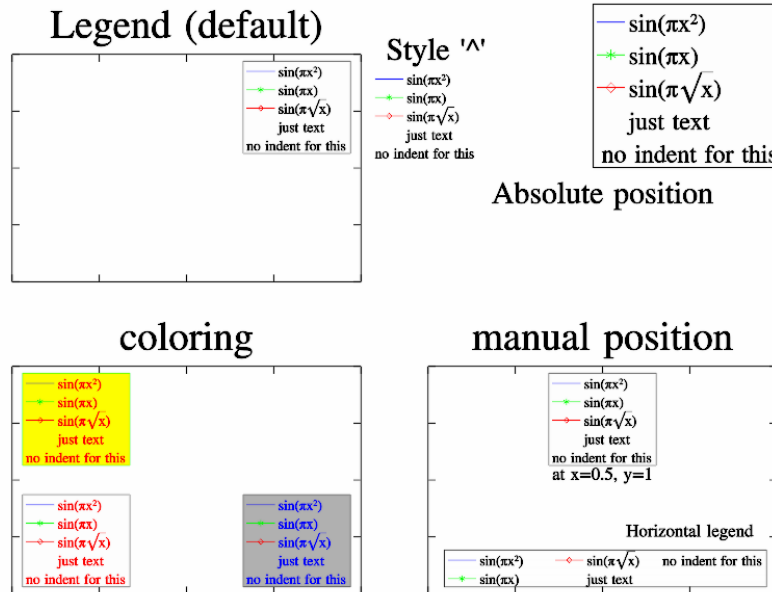 Legend (default)
sin(πx²)
sin(πx)
sin(π√x)
just text
no indent for this
Style '^'
sin(πx²)
sin(πx)
sin(π√x)
just text
no indent for this
sin(πx²)
sin(πx)
sin(π√x)
just text
no indent for this
Absolute position
coloring
sin(πx²)
sin(πx)
sin(π√x)
just text
no indent for this
sin(πx²)
sin(πx)
sin(π√x)
just text
no indent for this
sin(πx²)
sin(πx)
sin(π√x)
just text
no indent for this
manual position
sin(πx²)
sin(πx)
sin(π√x)
just text
no indent for this
at x=0.5, y=1
Horizontal legend
sin(πx²) sin(π√x) no indent for this
sin(πx) just text